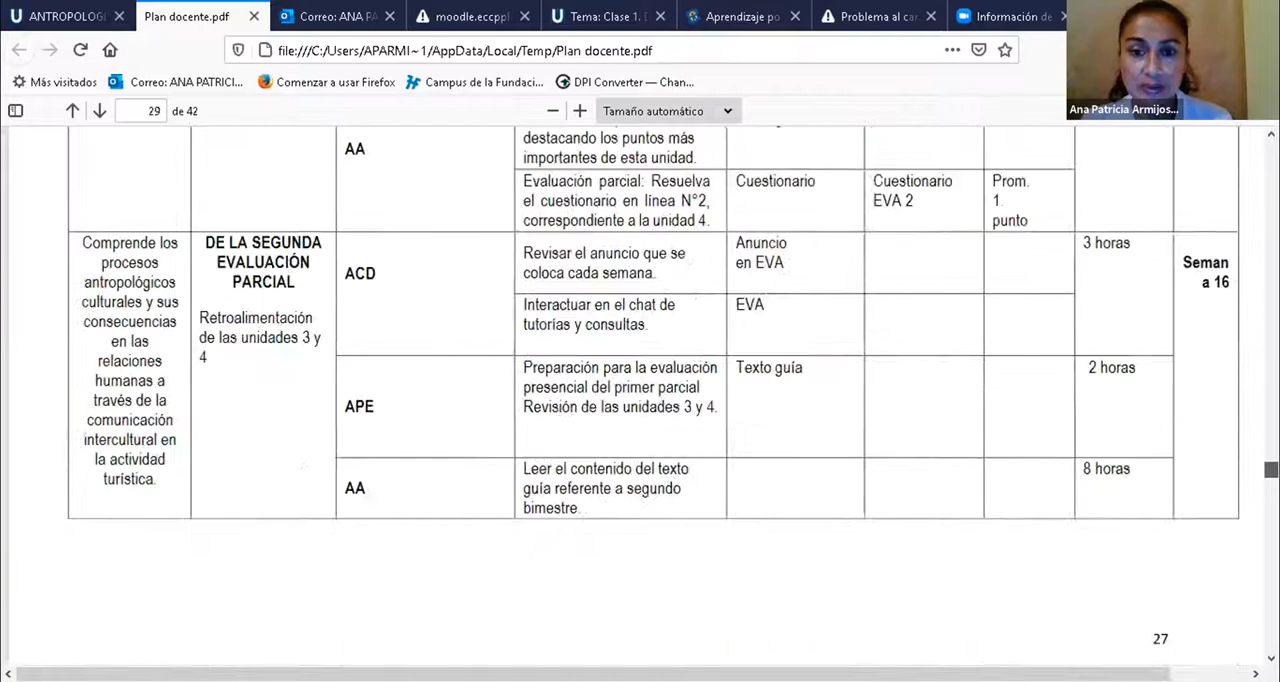 ANTROPOLOGI
Plan docente.pdf
Correo: ANA PA
moodle.eccppl
Tema: Clase 1.
Aprendizaje po
Problema al ca
Información de
file:///C:/Users/APARMI~1/AppData/Local/Temp/Plan docente.pdf
Más visitados
Correo: ANA PATRICI...
Comenzar a usar Firefox
Campus de la Fundaci...
DPI Converter — Chan...
Ana Patricia Armijos...
29 de 42
Tamaño automático
AA
destacando los puntos más
importantes de esta unidad.
Evaluación parcial: Resuelva
el cuestionario en línea N°2,
correspondiente a la unidad 4.
Cuestionario
Cuestionario
EVA 2
Prom.
1
punto
Comprende los
procesos
antropológicos
culturales y sus
consecuencias
en las
relaciones
humanas a
través de la
comunicación
intercultural en
la actividad
turística.
DE LA SEGUNDA
EVALUACIÓN
PARCIAL
Retroalimentación
de las unidades 3 y
4
ACD
Revisar el anuncio que se
coloca cada semana.
Anuncio
en EVA
3 horas
Seman
a 16
Interactuar en el chat de
tutorías y consultas.
EVA
APE
Preparación para la evaluación
presencial del primer parcial
Revisión de las unidades 3 y 4.
Texto guía
2 horas
AA
Leer el contenido del texto
guía referente a segundo
bimestre.
8 horas
27